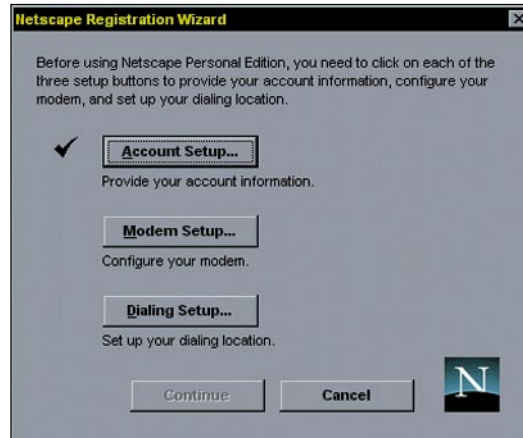 Netscape Registration Wizard
Before using Netscape Personal Edition, you need to click on each of the
three setup buttons to provide your account information, configure your
modem, and set up your dialing location.
Account Setup...
Provide your account information.
Modem Setup...
Configure your modem.
Dialing Setup...
Set up your dialing location.
Continue
Cancel
N